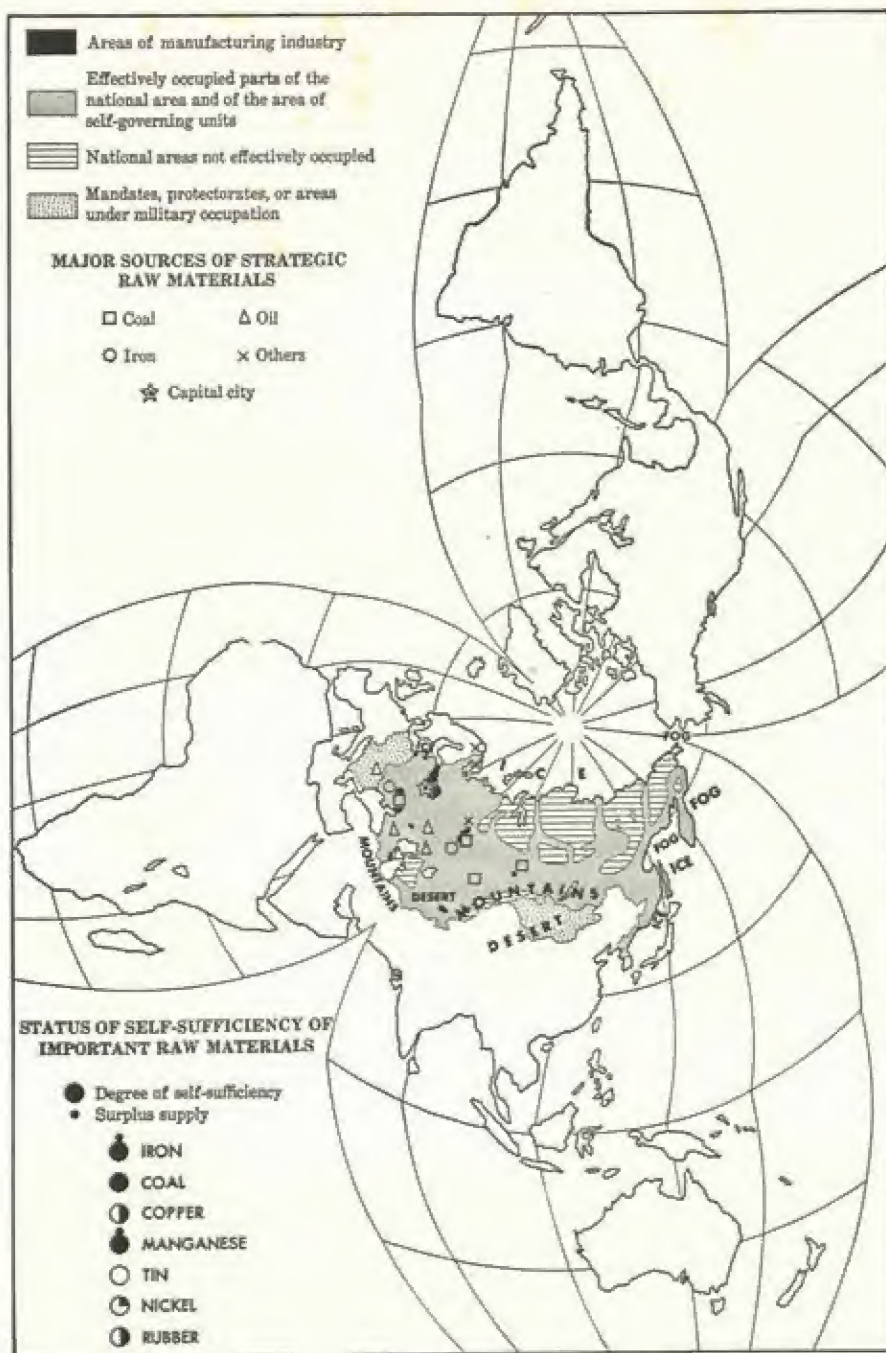 Areas of manufacturing industry
Effectively occupied parts of the
national area and of the area of
self-governing units
National areas not effectively occupied
Mandates, protectorates, or areas
under military occupation
MAJOR SOURCES OF STRATEGIC
RAW MATERIALS
Coal
Oil
Iron
Others
Capital city
FOG
C E
FOG
FOG
ICE
MOUNTAINS
DESERT
MOUNTAINS
DESERT
STATUS OF SELF-SUFFICIENCY OF
IMPORTANT RAW MATERIALS
Degree of self-sufficiency
Surplus supply
IRON
COAL
COPPER
MANGANESE
TIN
NICKEL
RUBBER